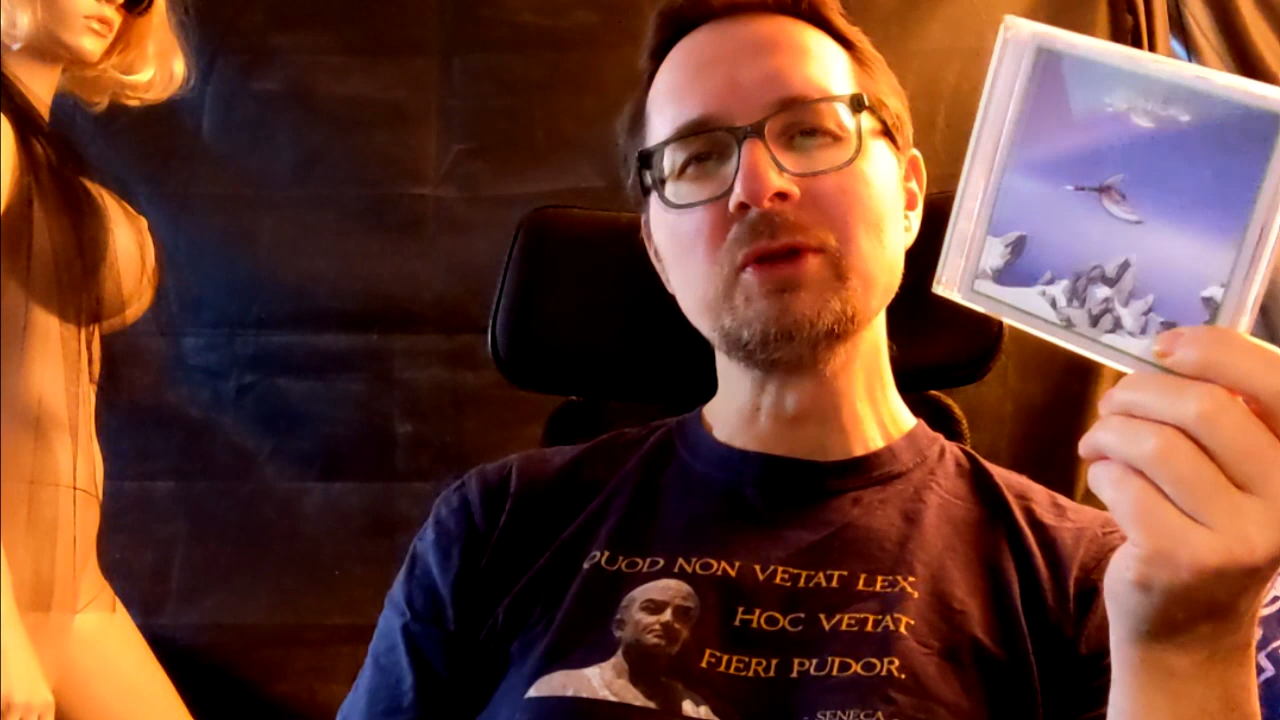 QUOD NON VETAT LEX,
HOC VETAT
FIERI PUDOR.
SENECA